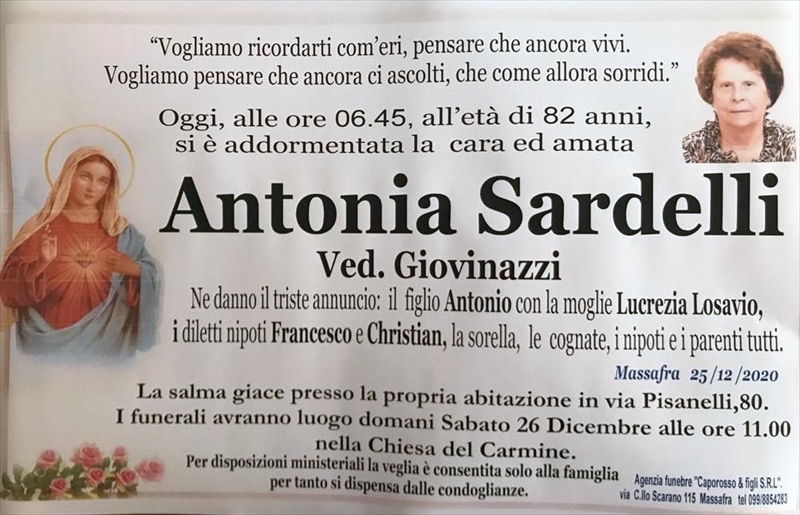 “Vogliamo ricordarti com’eri, pensare che ancora vivi.
Vogliamo pensare che ancora ci ascolti, che come allora sorridi.”
Oggi, alle ore 06.45, all’età di 82 anni,
si è addormentata la cara ed amata
Antonia Sardelli
Ved. Giovinazzi
Ne danno il triste annuncio: il figlio Antonio con la moglie Lucrezia Losavio,
i diletti nipoti Francesco e Christian, la sorella, le cognate, i nipoti e i parenti tutti.
Massafra 25/12/2020
La salma giace presso la propria abitazione in via Pisanelli,80.
I funerali avranno luogo domani Sabato 26 Dicembre alle ore 11.00
nella Chiesa del Carmine.
Per disposizioni ministeriali la veglia è consentita solo alla famiglia
per tanto si dispensa dalle condoglianze.
Agenzia funebre "Caporosso & figli S.R.L".
via C.llo Scarano 115 Massafra tel 099/8854283